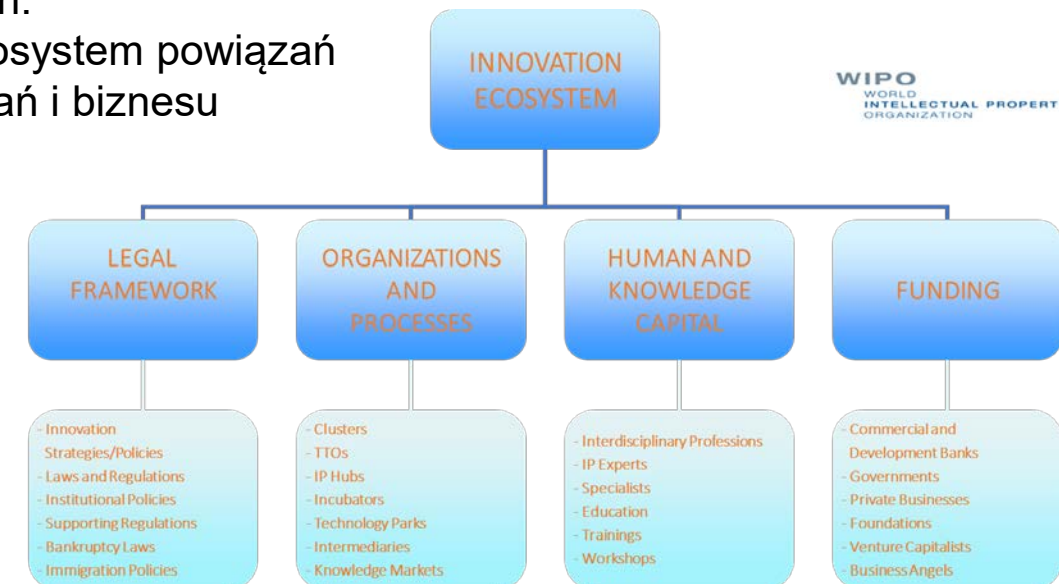 osystem powiązań
ań i biznesu
INNOVATION
ECOSYSTEM
WIPO
WORLD
INTELLECTUAL PROPERT
ORGANIZATION
LEGAL
FRAMEWORK
ORGANIZATIONS
AND
PROCESSES
HUMAN AND
KNOWLEDGE
CAPITAL
FUNDING
- Innovation
Strategies/Policies
- Laws and Regulations
- Institutional Policies
- Supporting Regulations
- Bankruptcy Laws
- Immigration Policies
- Clusters
- TTOs
- IP Hubs
- Incubators
- Technology Parks
- Intermediaries
- Knowledge Markets
- Interdisciplinary Professions
- IP Experts
- Specialists
- Education
- Trainings
- Workshops
- Commercial and
Development Banks
- Governments
- Private Businesses
- Foundations
- Venture Capitalists
- Business Angels